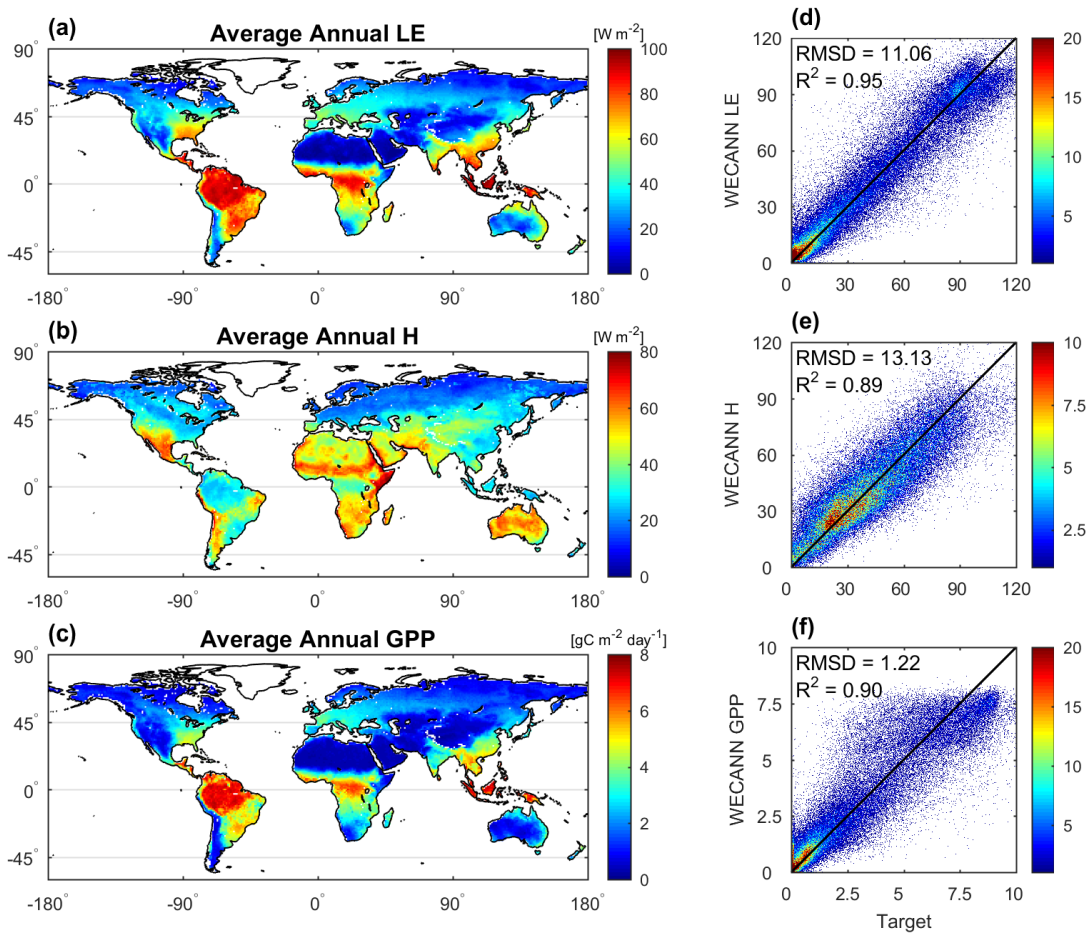 (a)
Average Annual LE
[W m-2]
90°
45°
0°
-45°
-180° -90° 0° 90° 180°
100
80
60
40
20
0
(d)
RMSD = 11.06
R2 = 0.95
WECANN LE
120
90
60
30
0
0 30 60 90 120
20
15
10
5
(b)
Average Annual H
[W m-2]
90°
45°
0°
-45°
-180° -90° 0° 90° 180°
80
60
40
20
0
(e)
RMSD = 13.13
R2 = 0.89
WECANN H
120
90
60
30
0
0 30 60 90 120
10
7.5
5
2.5
(c)
Average Annual GPP
[gC m-2 day-1]
90°
45°
0°
-45°
-180° -90° 0° 90° 180°
8
6
4
2
0
(f)
RMSD = 1.22
R2 = 0.90
WECANN GPP
10
7.5
5
2.5
0
0 2.5 5 7.5 10
Target
20
15
10
5